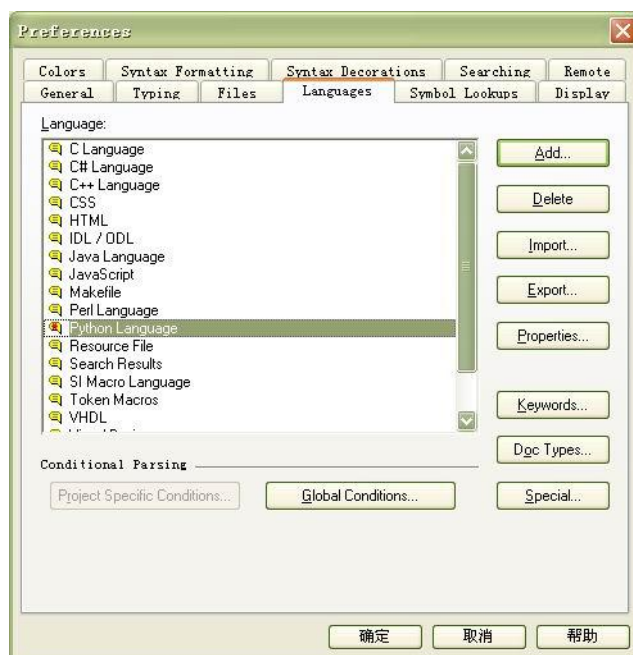 Preferences
Colors Syntax Formatting Syntax Decorations Searching Remote
General Typing Files Languages Symbol Lookups Display
Language:
C Language
C# Language
C++ Language
CSS
HTML
IDL / ODL
Java Language
JavaScript
Makefile
Perl Language
Python Language
Resource File
Search Results
SI Macro Language
Token Macros
VHDL
Add...
Delete
Import...
Export...
Properties...
Keywords...
Doc Types...
Conditional Parsing
Project Specific Conditions... Global Conditions... Special...
确定 取消 帮助